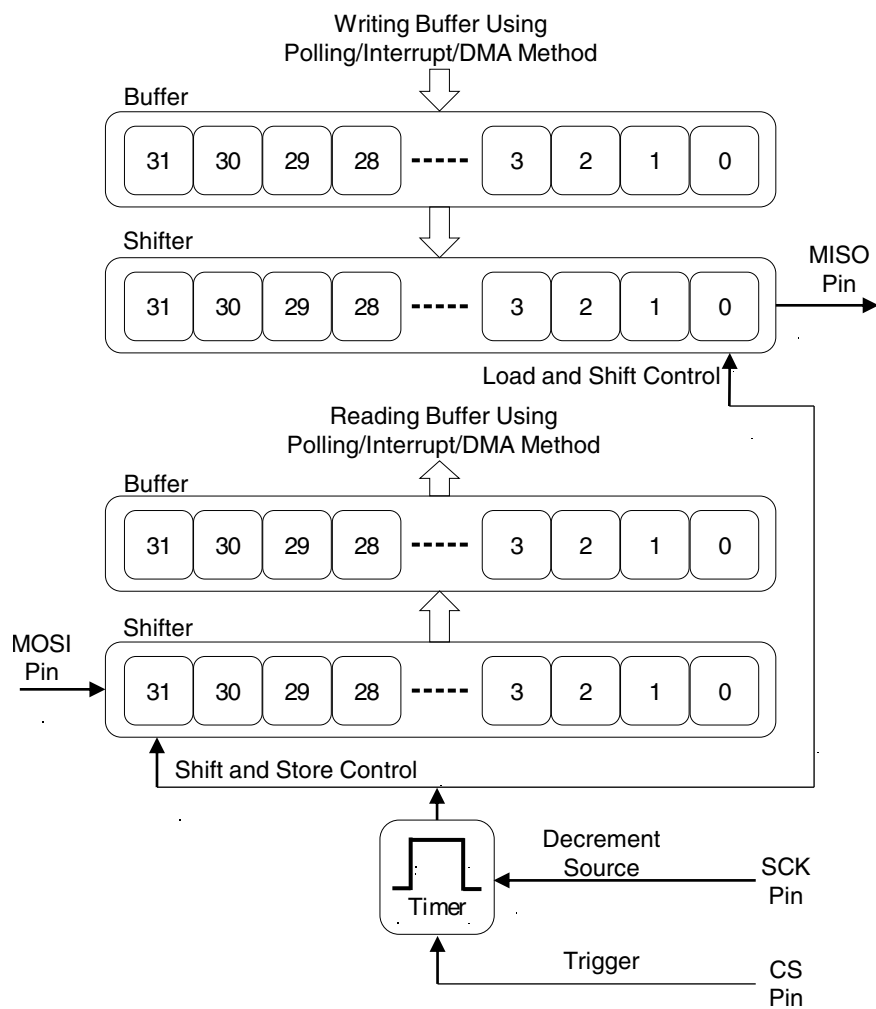 Writing Buffer Using
Polling/Interrupt/DMA Method
Buffer
31 30 29 28 ----- 3 2 1 0
Shifter
31 30 29 28 ----- 3 2 1 0
MISO
Pin
Load and Shift Control
Reading Buffer Using
Polling/Interrupt/DMA Method
Buffer
31 30 29 28 ----- 3 2 1 0
Shifter
MOSI
Pin
31 30 29 28 ----- 3 2 1 0
Shift and Store Control
Decrement
Source
SCK
Pin
Timer
Trigger
CS
Pin